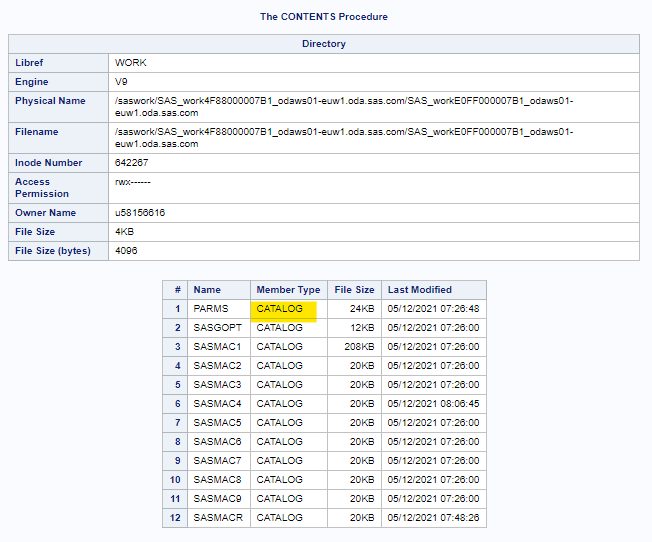 The CONTENTS Procedure
Directory
Libref WORK
Engine V9
Physical Name /saswork/SAS_work4F88000007B1_odaws01-euw1.oda.sas.com/SAS_workE0FF000007B1_odaws01-
euw1.oda.sas.com
Filename /saswork/SAS_work4F88000007B1_odaws01-euw1.oda.sas.com/SAS_workE0FF000007B1_odaws01-
euw1.oda.sas.com
Inode Number 642267
Access
Permission rwx------
Owner Name u58156616
File Size 4KB
File Size (bytes) 4096
# Name Member Type File Size Last Modified
1 PARMS CATALOG 24KB 05/12/2021 07:26:48
2 SASGOPT CATALOG 12KB 05/12/2021 07:26:00
3 SASMAC1 CATALOG 208KB 05/12/2021 07:26:00
4 SASMAC2 CATALOG 20KB 05/12/2021 07:26:00
5 SASMAC3 CATALOG 20KB 05/12/2021 07:26:00
6 SASMAC4 CATALOG 20KB 05/12/2021 08:06:45
7 SASMAC5 CATALOG 20KB 05/12/2021 07:26:00
8 SASMAC6 CATALOG 20KB 05/12/2021 07:26:00
9 SASMAC7 CATALOG 20KB 05/12/2021 07:26:00
10 SASMAC8 CATALOG 20KB 05/12/2021 07:26:00
11 SASMAC9 CATALOG 20KB 05/12/2021 07:26:00
12 SASMACR CATALOG 20KB 05/12/2021 07:48:26